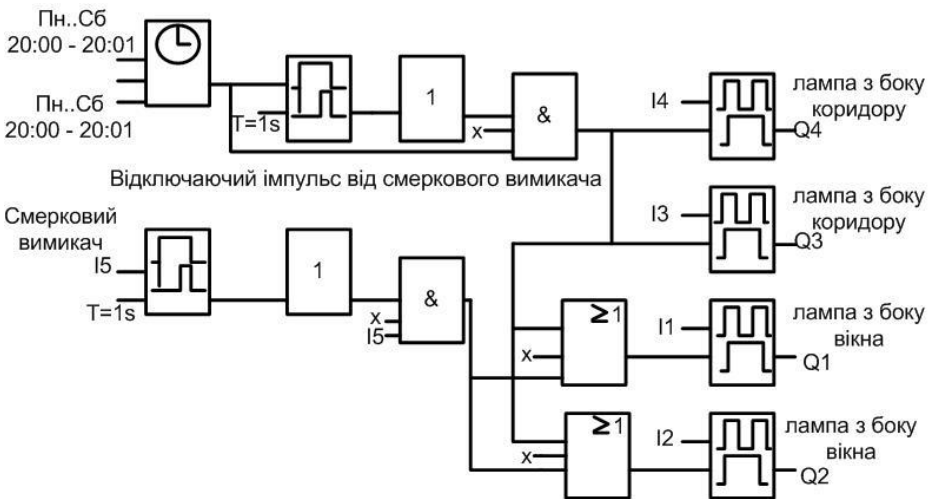 Пн..Сб
20:00 - 20:01
Пн..Сб
20:00 - 20:01
T=1s
1
x
&
I4
лампа з боку
коридору
Q4
Відключаючий імпульс від смеркового вимикача
I3
лампа з боку
коридору
Q3
Смерковий
вимикач
I5
T=1s
1
x
I5
&
≥1
x
I1
лампа з боку
вікна
Q1
≥1
x
I2
лампа з боку
вікна
Q2